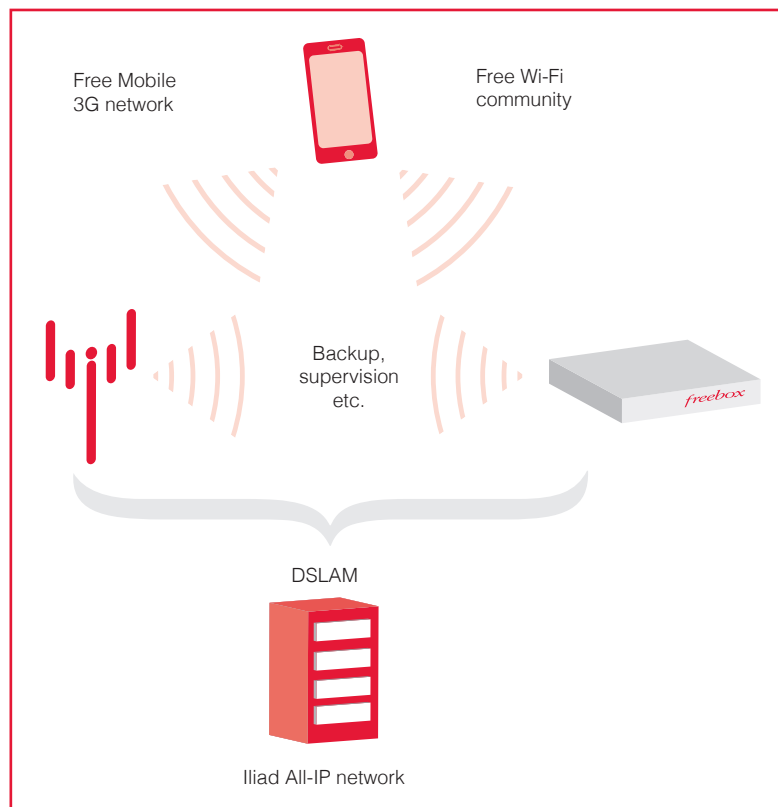 Free Mobile
3G network
Free Wi-Fi
community
Backup,
supervision
etc.
freebox
DSLAM
Iliad All-IP network